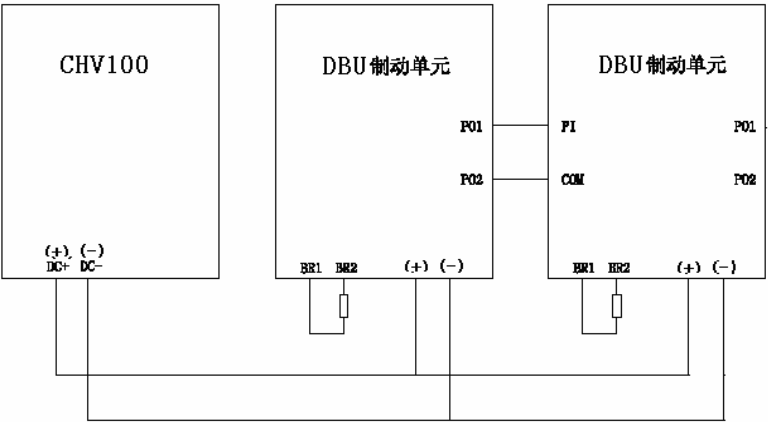 CHV100
DBU制动单元
DBU制动单元
PO1
PI
PO1
PO2
COM
PO2
(+) (-)
DC+ DC-
BR1 BR2 (+) (-)
BR1 BR2 (+) (-)